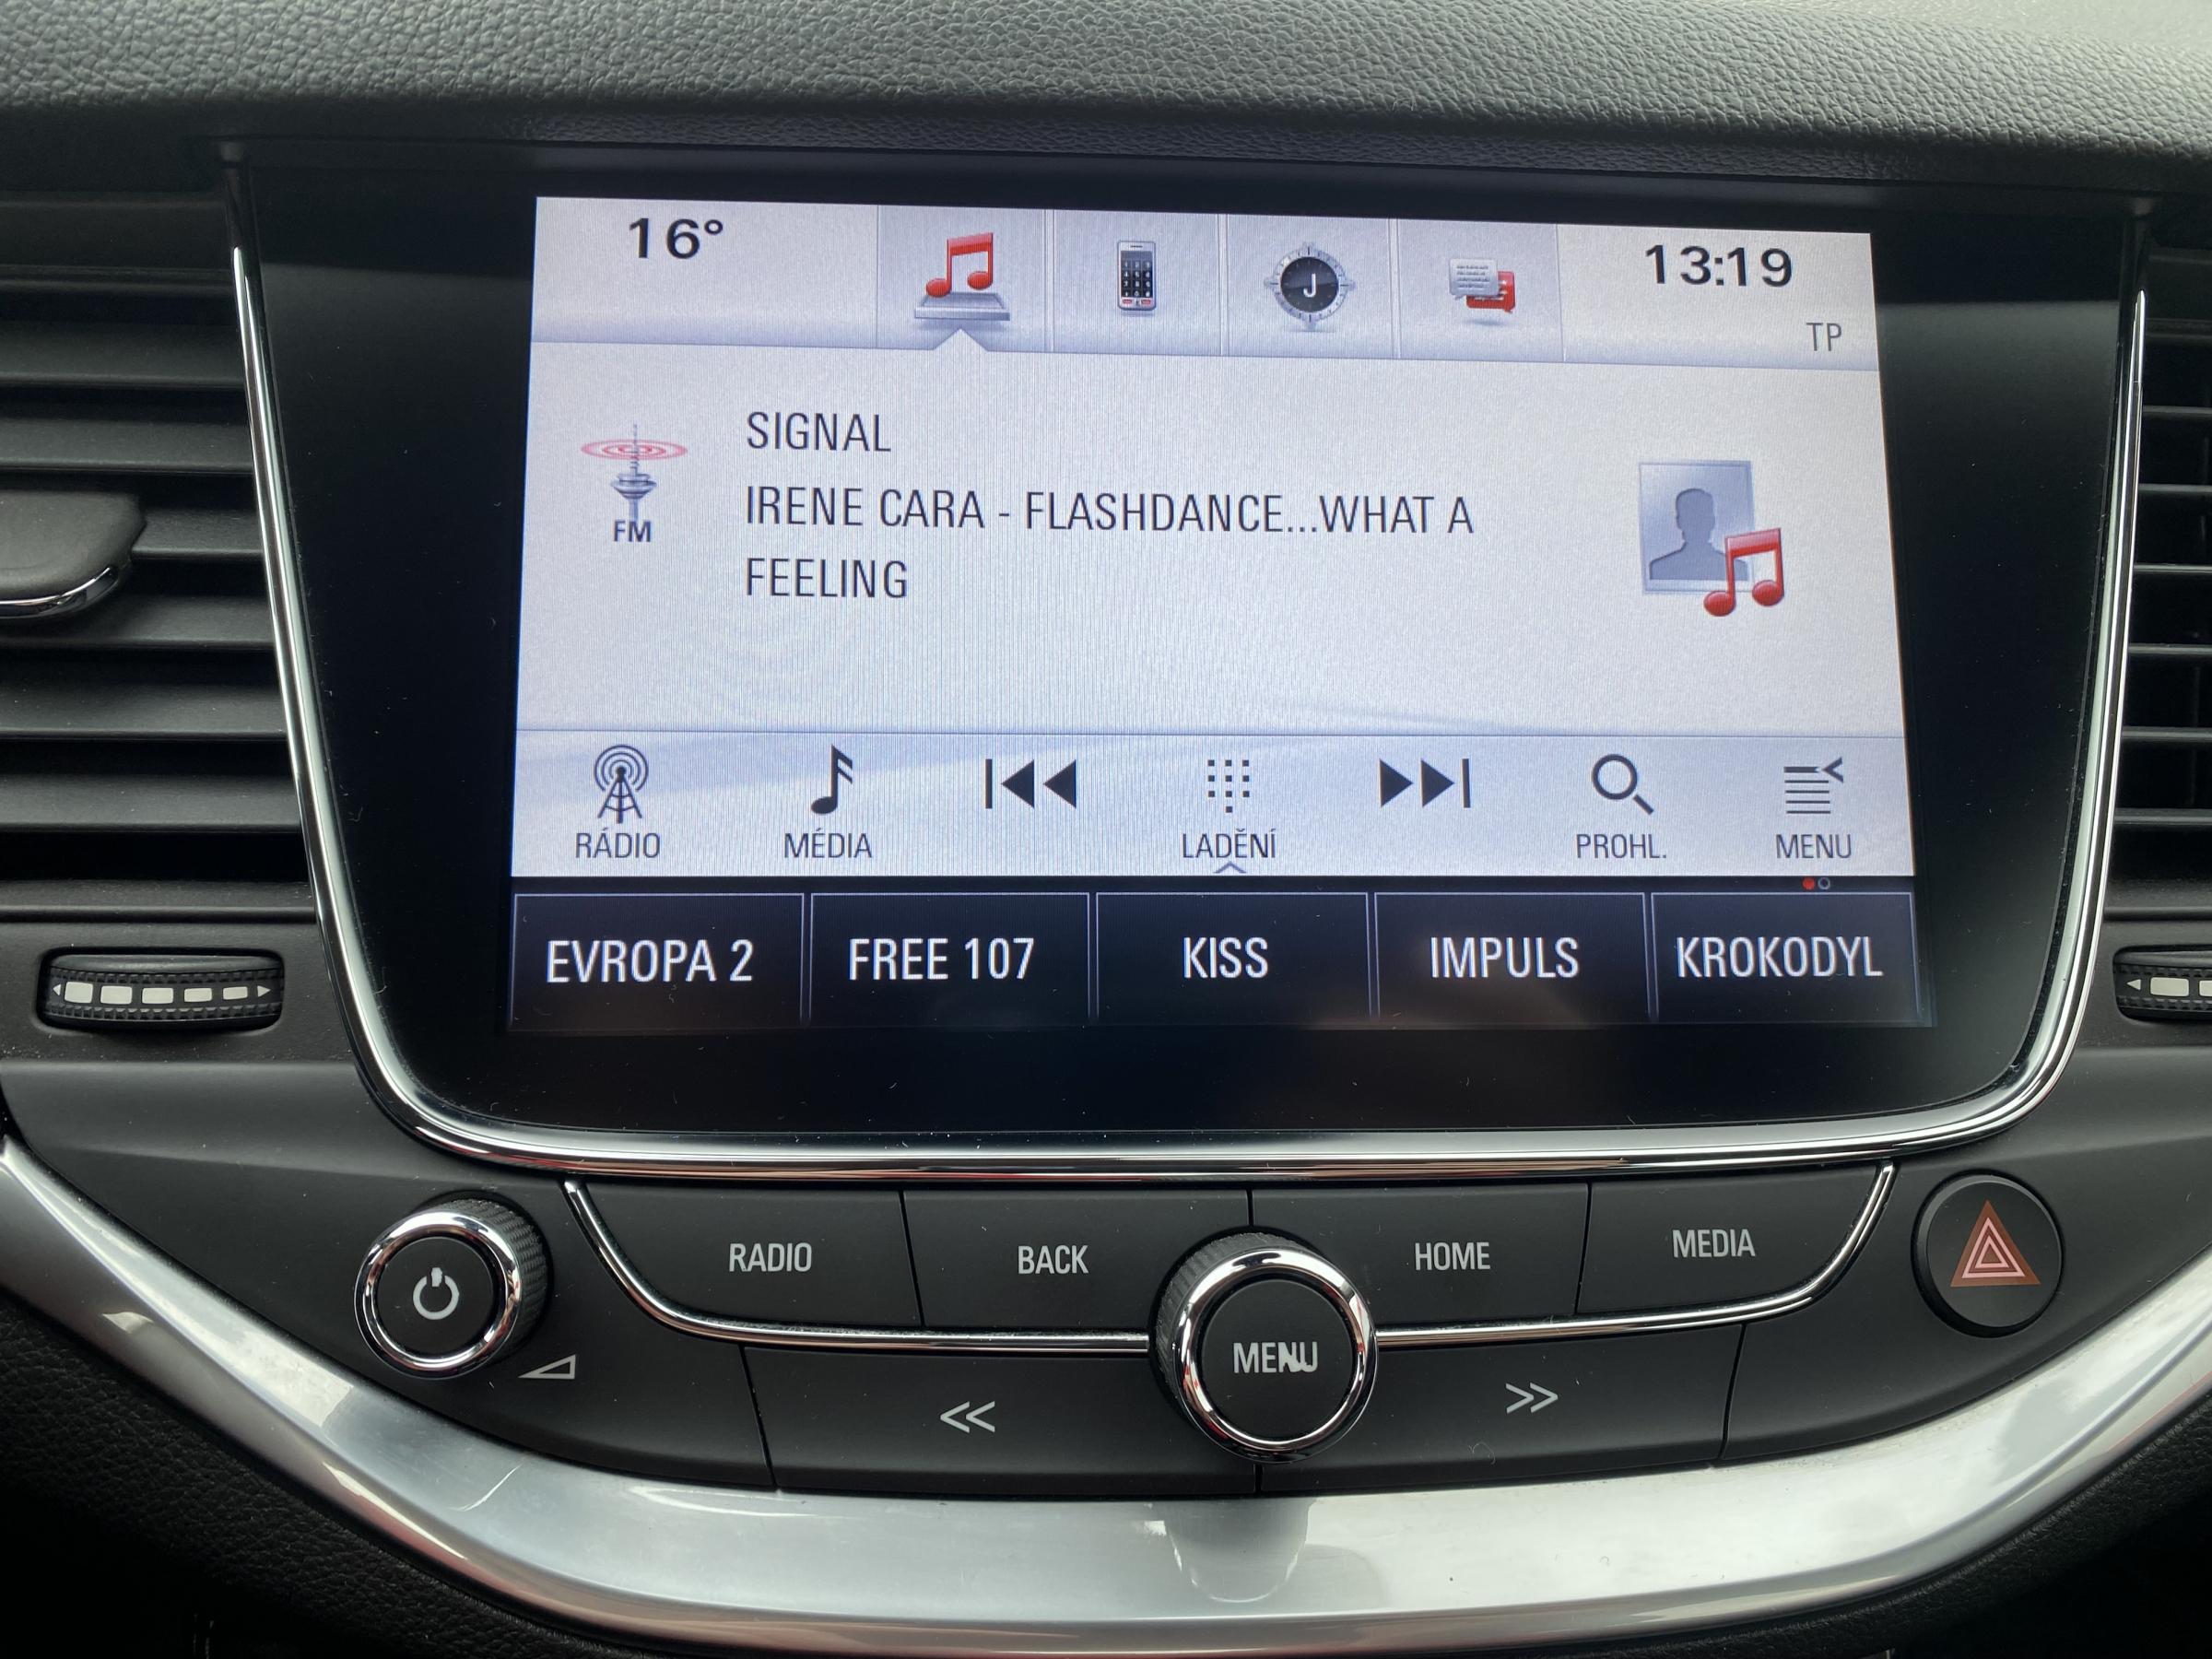 16°
13:19
TP
J
SIGNAL
IRENE CARA - FLASHDANCE...WHAT A
FEELING
FM
RÁDIO
MÉDIA
LADĚNÍ
PROHL.
MENU
EVROPA 2
FREE 107
KISS
IMPULS
KROKODYL
RADIO
BACK
HOME
MEDIA
MENU